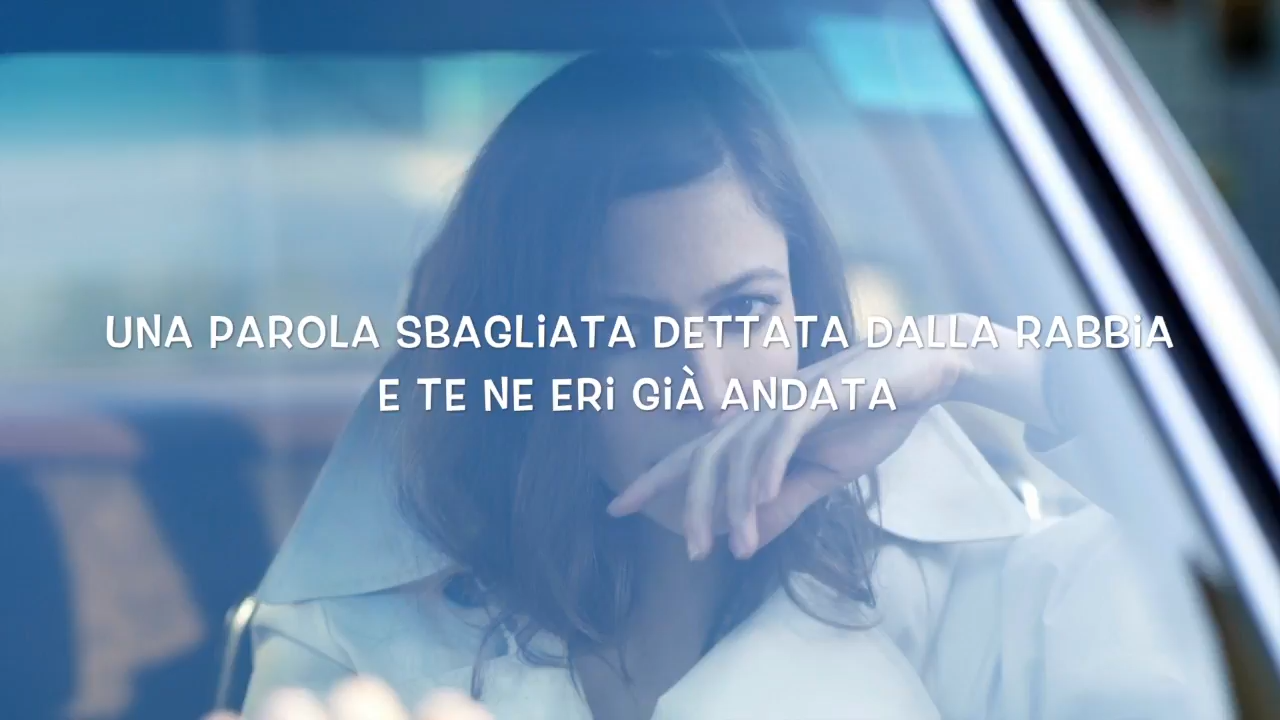 UNA PAROLA SBAGLiATA DETTATA DALLA RABBiA
E TE NE ERi GiÀ ANDATA